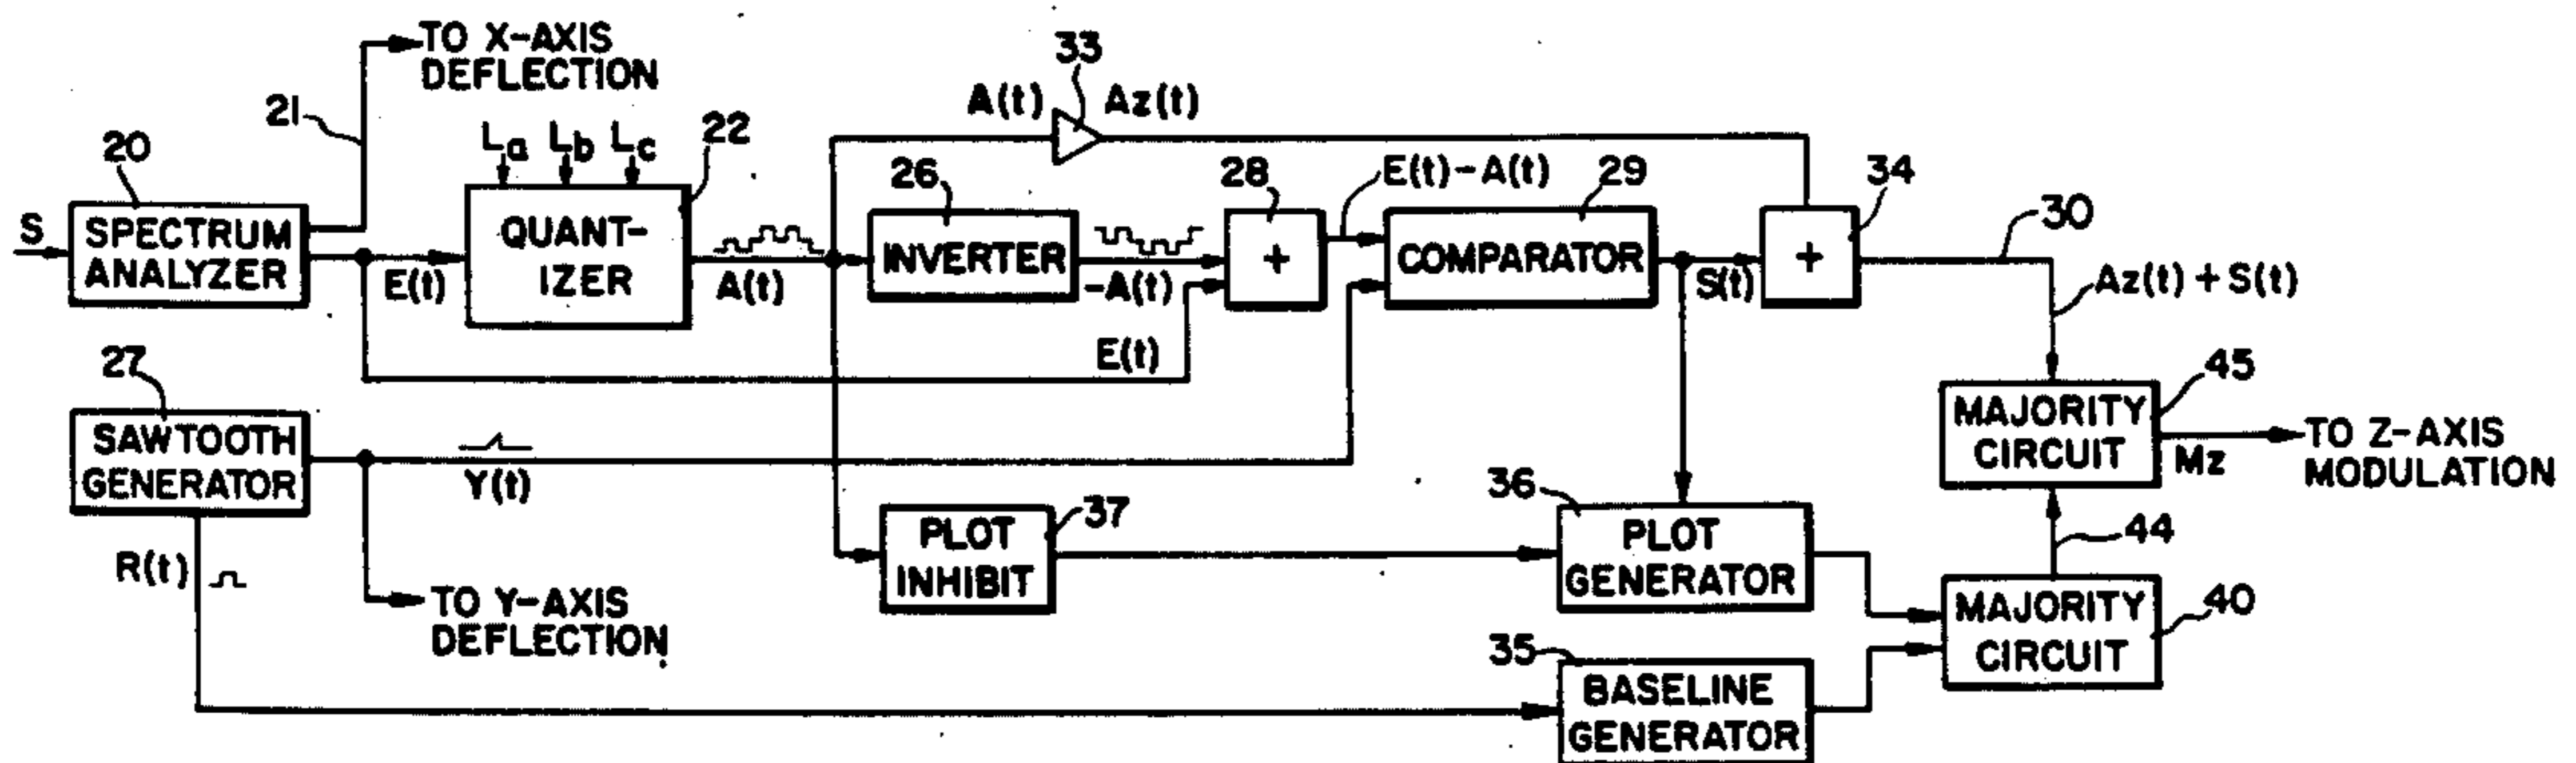 TO X-AXIS
DEFLECTION
33
21
A(t)
Az(t)
20
La
Lb
Lc
22
26
28
E(t)-A(t)
29
34
S
SPECTRUM
ANALYZER
QUANT-
IZER
INVERTER
+
COMPARATOR
+
30
E(t)
A(t)
-A(t)
S(t)
Az(t) + S(t)
E(t)
27
SAWTOOTH
GENERATOR
Y(t)
45
MAJORITY
CIRCUIT
Mz
TO Z-AXIS
MODULATION
R(t)
37
PLOT
INHIBIT
36
PLOT
GENERATOR
44
TO Y-AXIS
DEFLECTION
MAJORITY
CIRCUIT
40
35
BASELINE
GENERATOR